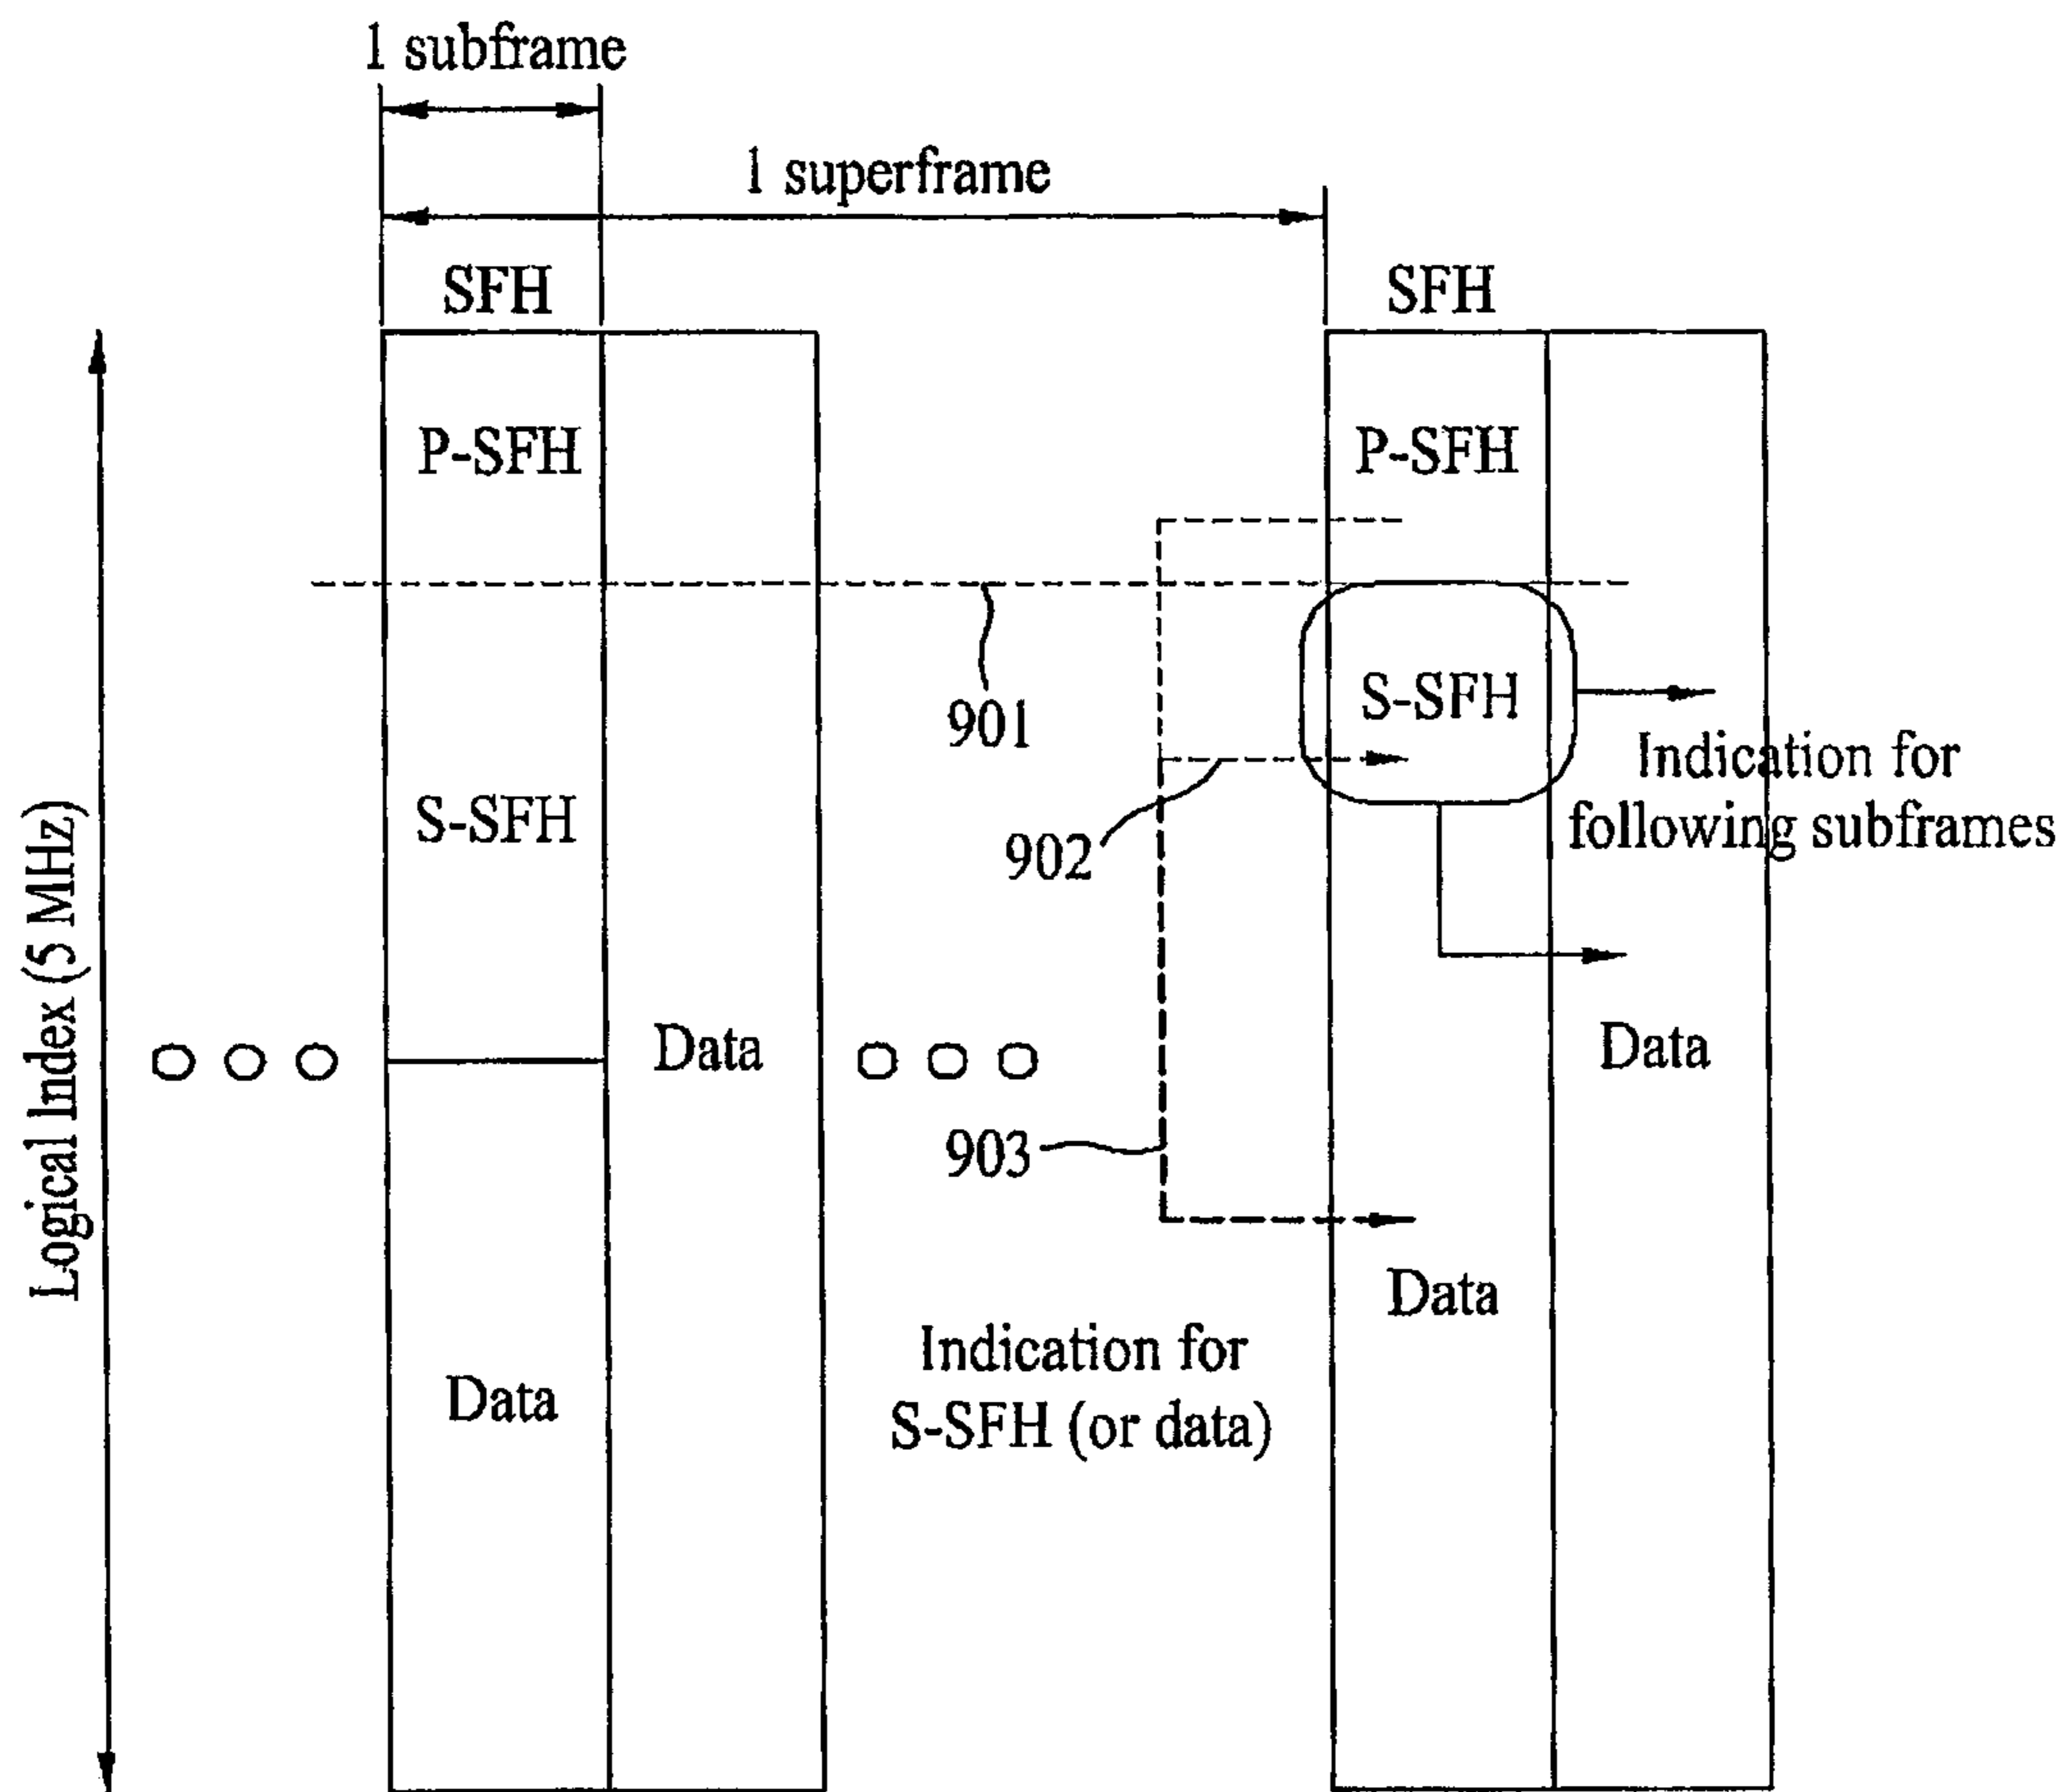 1 subframe
1 superframe
SFH
SFH
P-SFH
P-SFH
901
S-SFH
Indication for
following subframes
S-SFH
902
Logical Index (5 MHz)
Data
Data
903
Data
Indication for
S-SFH (or data)
Data